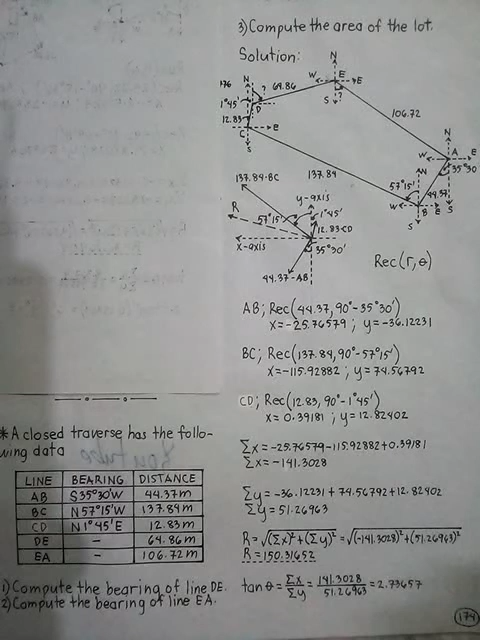 3) Compute the area of the lot.
Solution:
N
W E E
S ?
N
176 ? 64.86
1°45' D
12.83
C E
S
106.72
N
W A E
35°30
S
137.84
N
57°15' 44.37
W B E
S
137.84-BC
y-axis
R 1°45'
57°15'
12.83CD
x-axis
35°30'
44.37-AB
Rec(r,θ)
AB; Rec(44.37, 90°-35°30')
x=-25.76579 ; y=-36.12231
BC; Rec(137.84, 90°-57°15')
x=-115.92882 ; y=74.56792
CD; Rec(12.83, 90°-1°45')
x= 0.39181 ; y=12.82402
Σx= -25.76579-115.92882+0.39181
Σx= -141.3028
Σy= -36.12231+74.56792+12.82402
Σy= 51.26963
R=√(Σx)²+(Σy)² =√(-141.3028)²+(51.26963)²
R= 150.31652
tan θ = Σx/Σy = 141.3028/51.26963 = 2.75607
174
*A closed traverse has the follo-
wing data
LINE BEARING DISTANCE
AB S35°30'W 44.37m
BC N57°15'W 137.84m
CD N1°45'E 12.83m
DE - 64.86m
EA - 106.72m
1) Compute the bearing of line DE.
2) Compute the bearing of line EA.